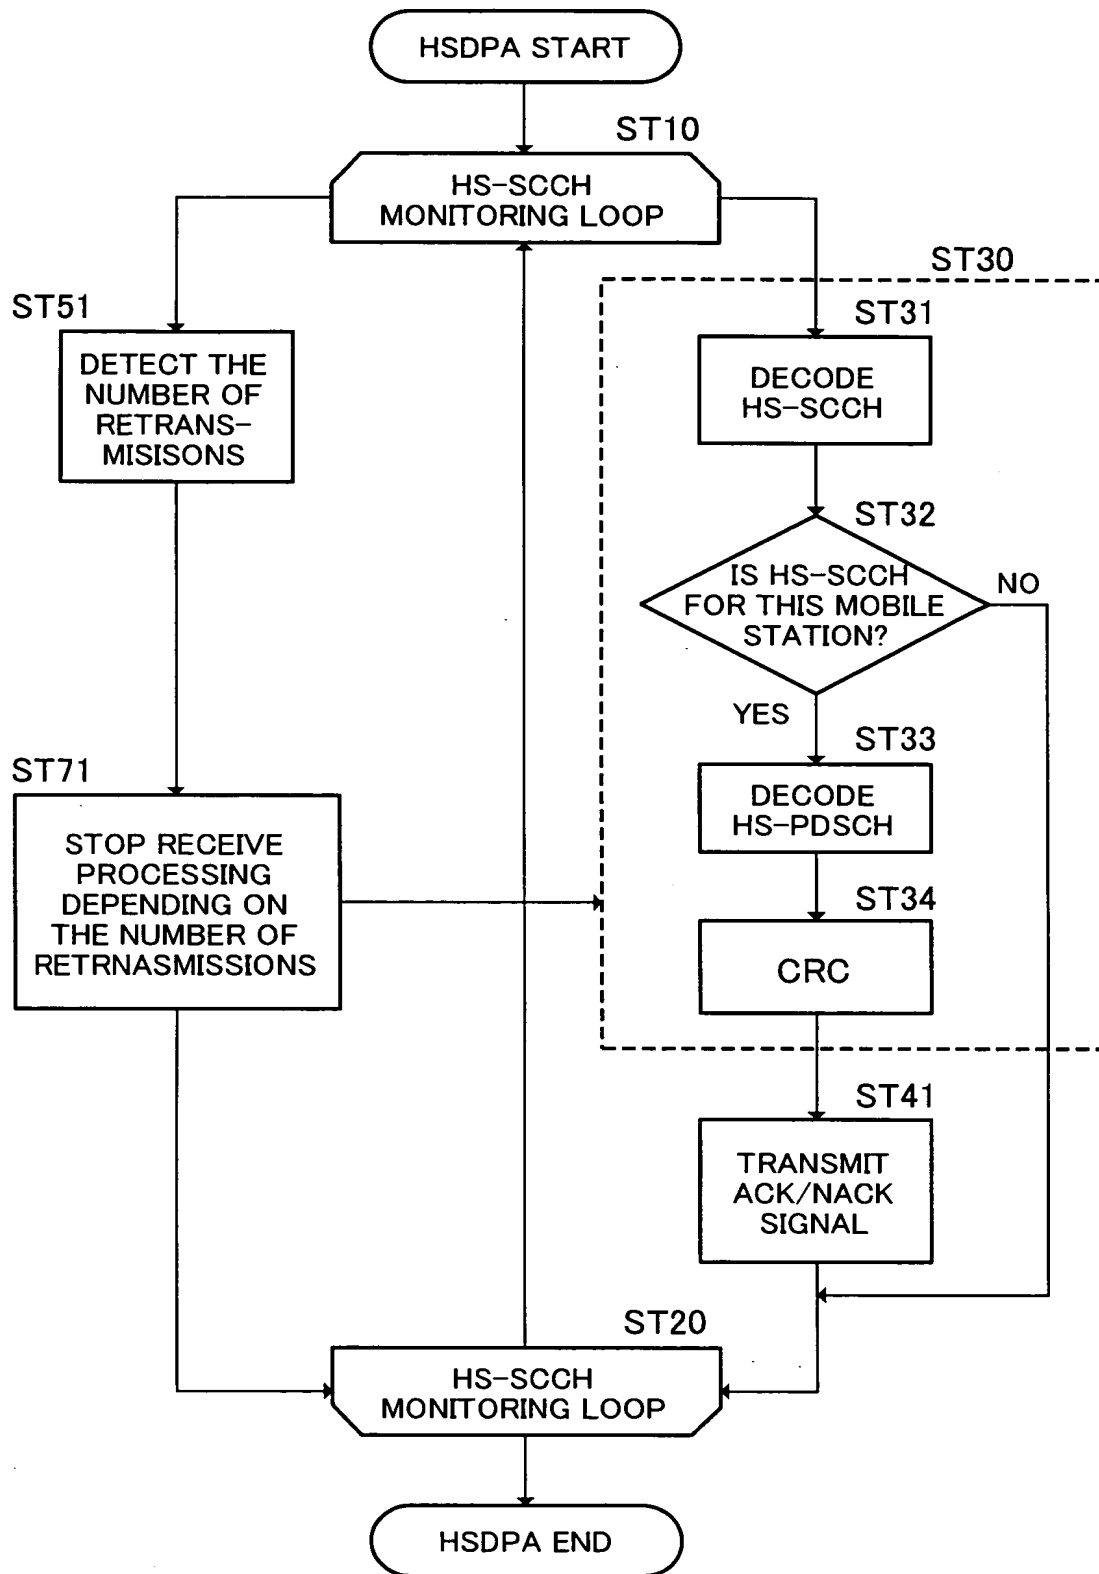 HSDPA START
ST10
HS-SCCH
MONITORING LOOP
ST30
ST51
DETECT THE
NUMBER OF
RETRANS-
MISISONS
ST31
DECODE
HS-SCCH
ST32
IS HS-SCCH
FOR THIS MOBILE
STATION?
NO
YES
ST71
STOP RECEIVE
PROCESSING
DEPENDING ON
THE NUMBER OF
RETRNASMISSIONS
ST33
DECODE
HS-PDSCH
ST34
CRC
ST41
TRANSMIT
ACK/NACK
SIGNAL
ST20
HS-SCCH
MONITORING LOOP
HSDPA END